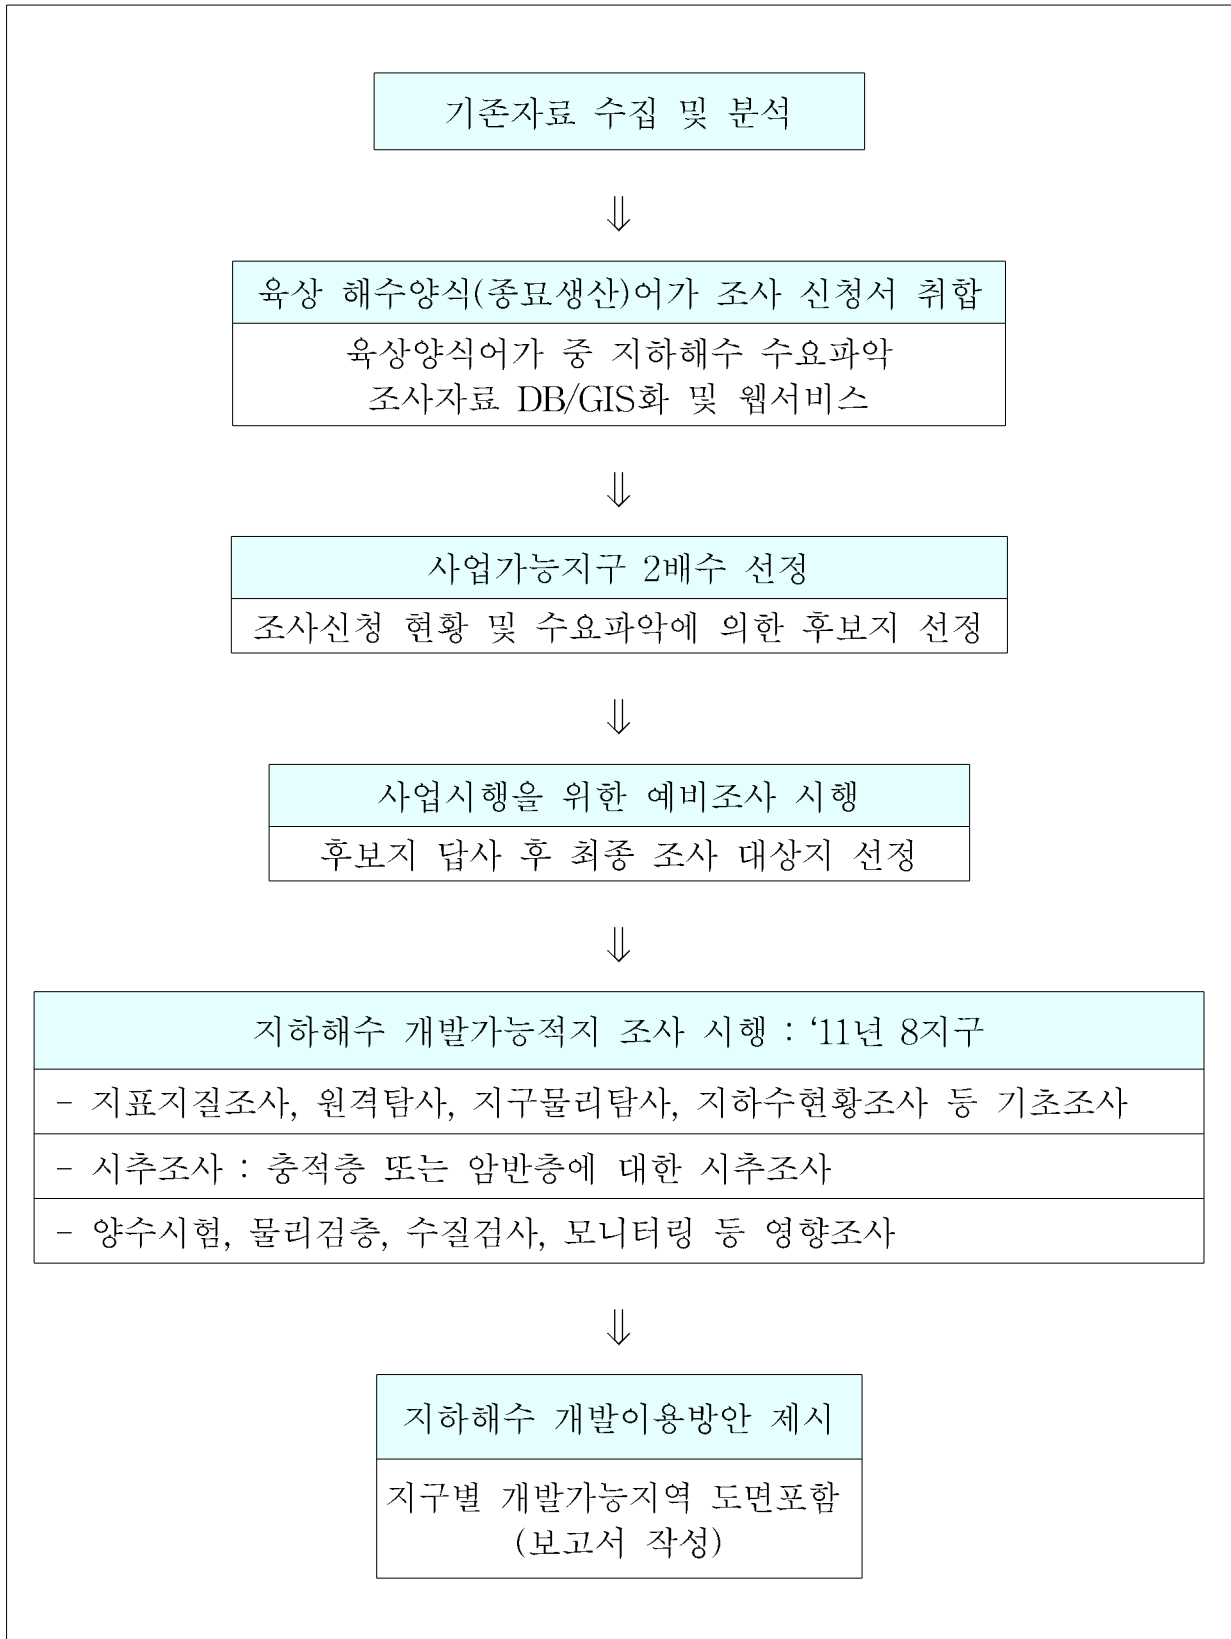 기존자료 수집 및 분석
⇓
육상 해수양식(종묘생산)어가 조사 신청서 취합
육상양식어가 중 지하해수 수요파악
조사자료 DB/GIS화 및 웹서비스
⇓
사업가능지구 2배수 선정
조사신청 현황 및 수요파악에 의한 후보지 선정
⇓
사업시행을 위한 예비조사 시행
후보지 답사 후 최종 조사 대상지 선정
⇓
지하해수 개발가능적지 조사 시행 : ‘11년 8지구
- 지표지질조사, 원격탐사, 지구물리탐사, 지하수현황조사 등 기초조사
- 시추조사 : 충적층 또는 암반층에 대한 시추조사
- 양수시험, 물리검층, 수질검사, 모니터링 등 영향조사
⇓
지하해수 개발이용방안 제시
지구별 개발가능지역 도면포함
(보고서 작성)